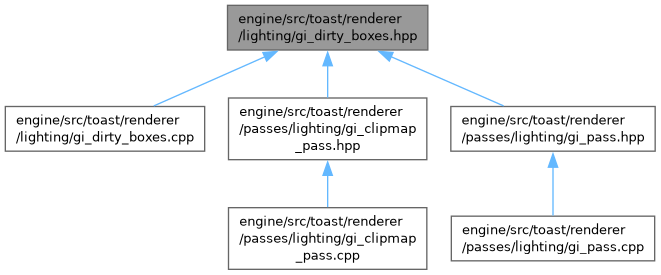 engine/src/toast/renderer
/lighting/gi_dirty_boxes.hpp
engine/src/toast/renderer
/lighting/gi_dirty_boxes.cpp
engine/src/toast/renderer
/passes/lighting/gi_clipmap
_pass.hpp
engine/src/toast/renderer
/passes/lighting/gi_pass.hpp
engine/src/toast/renderer
/passes/lighting/gi_clipmap
_pass.cpp
engine/src/toast/renderer
/passes/lighting/gi_pass.cpp